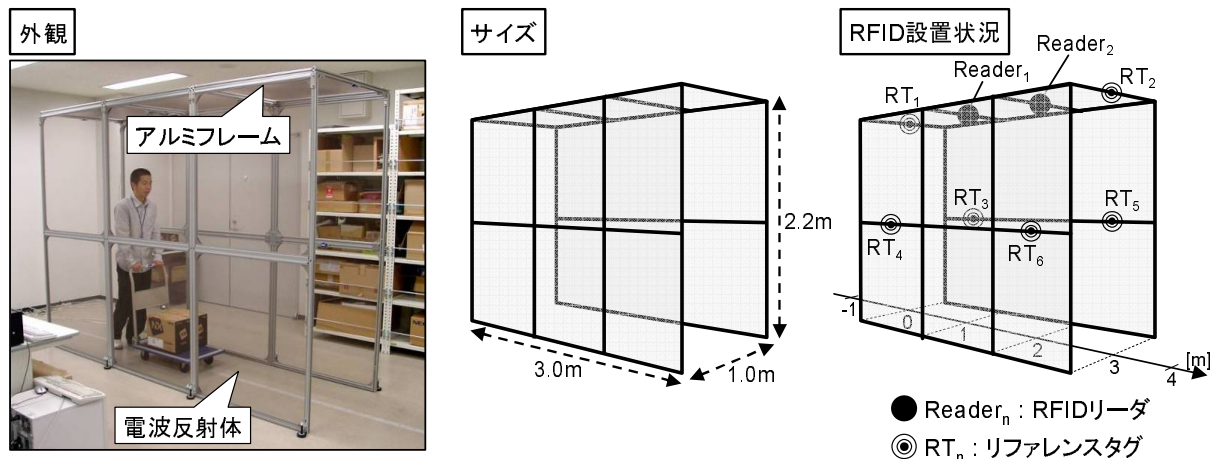 外観
アルミフレーム
電波反射体
サイズ
2.2m
3.0m
1.0m
RFID設置状況
Reader₁
Reader₂
RT₁
RT₂
RT₃
RT₄
RT₅
RT₆
-1
0
1
2
3
4
[m]
Readerₙ : RFIDリーダ
RTₙ : リファレンスタグ